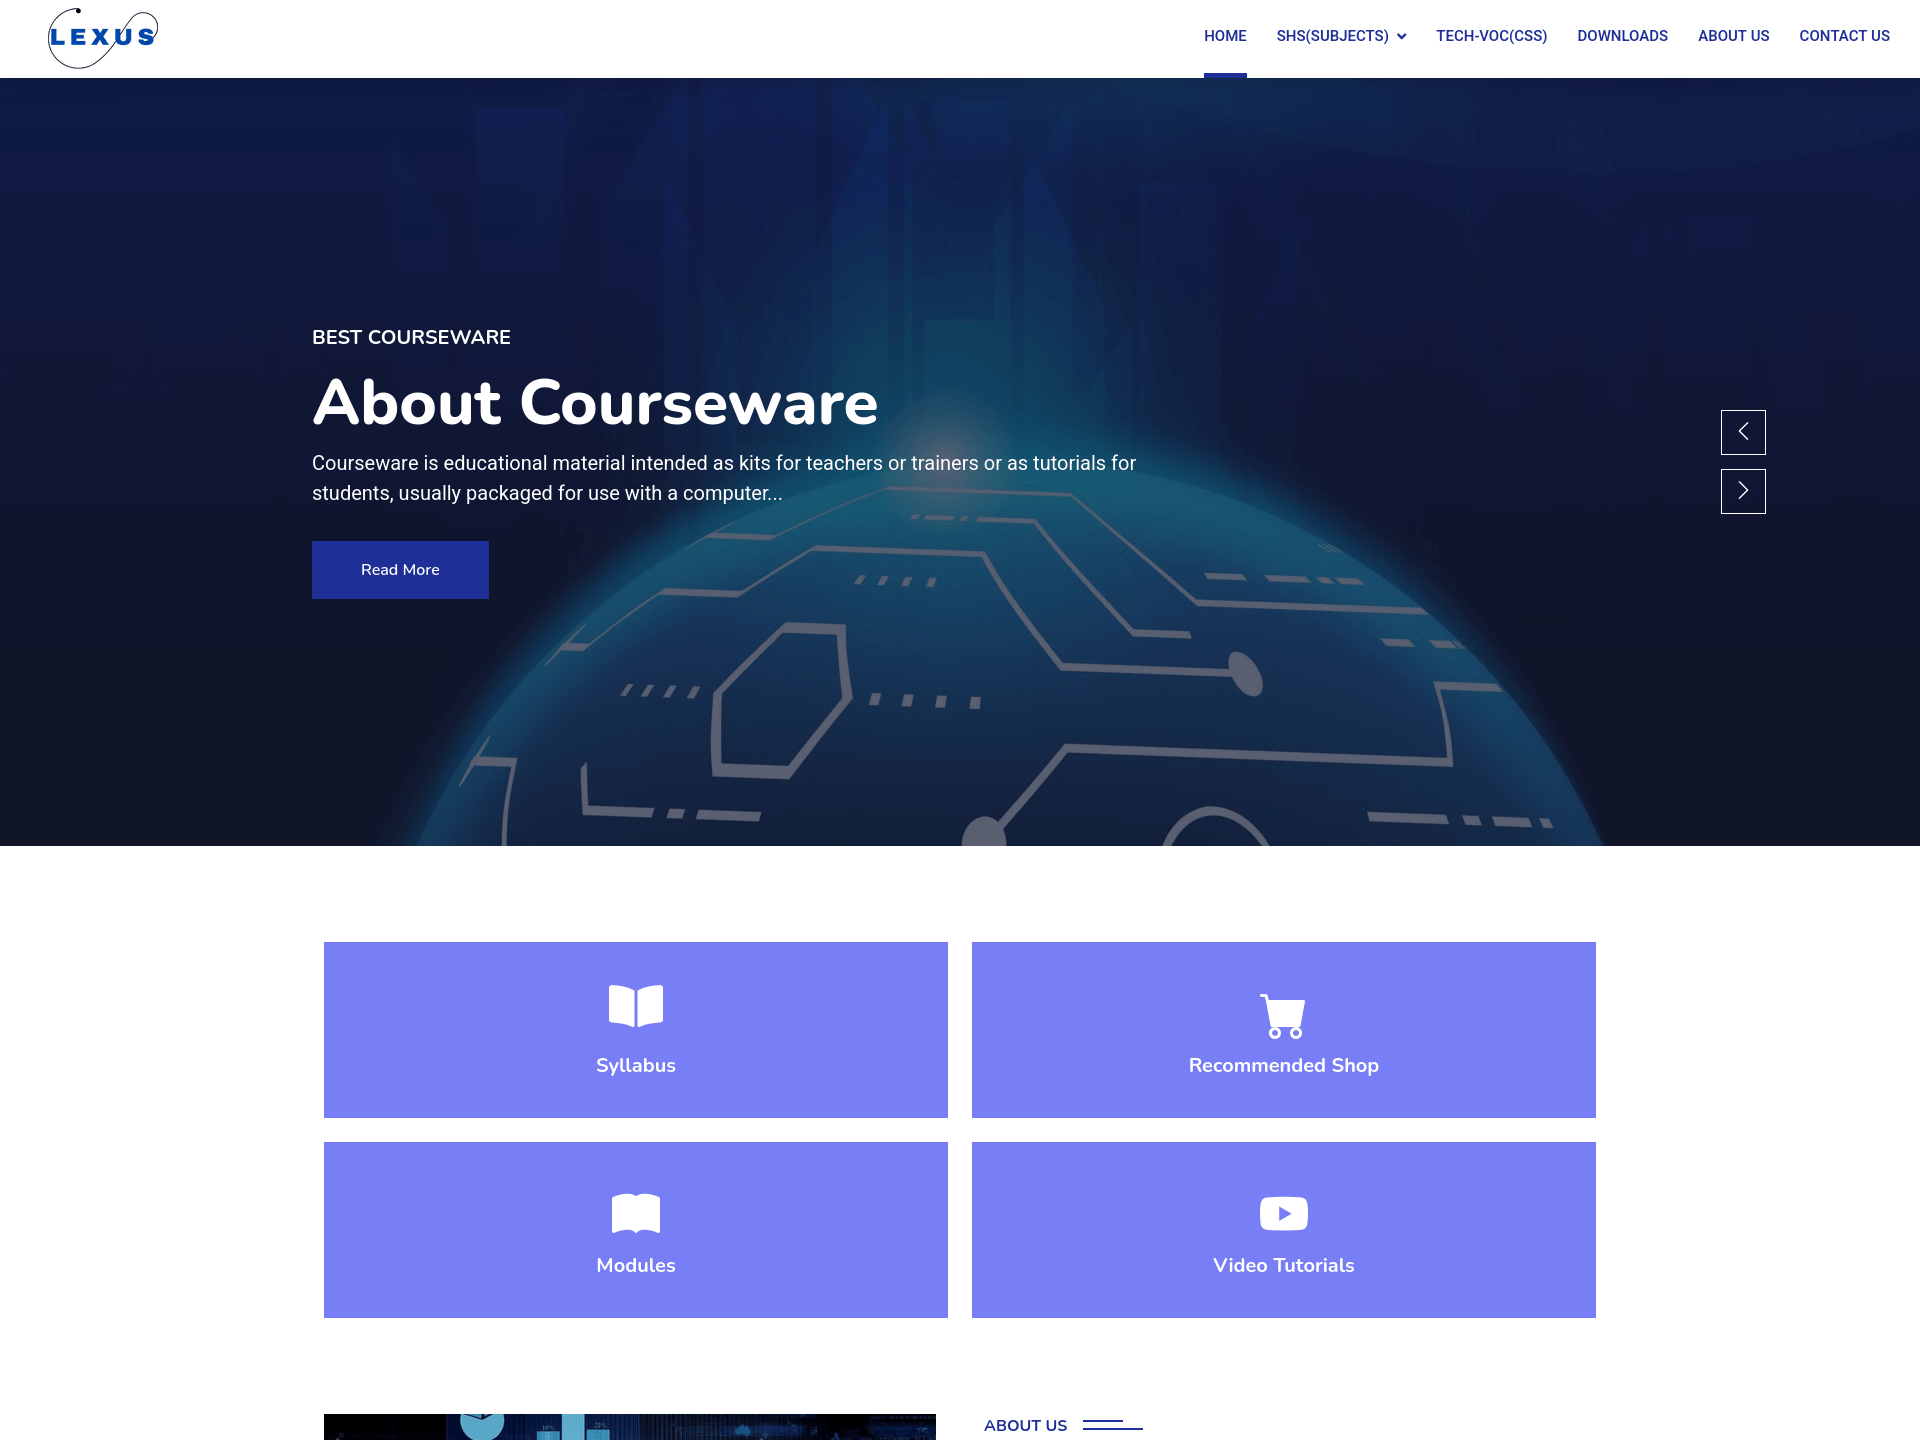 LEXUS
HOME
SHS(SUBJECTS)
TECH-VOC(CSS)
DOWNLOADS
ABOUT US
CONTACT US
BEST COURSEWARE
About Courseware
Courseware is educational material intended as kits for teachers or trainers or as tutorials for
students, usually packaged for use with a computer...
Read More
Syllabus
Recommended Shop
Modules
Video Tutorials
ABOUT US